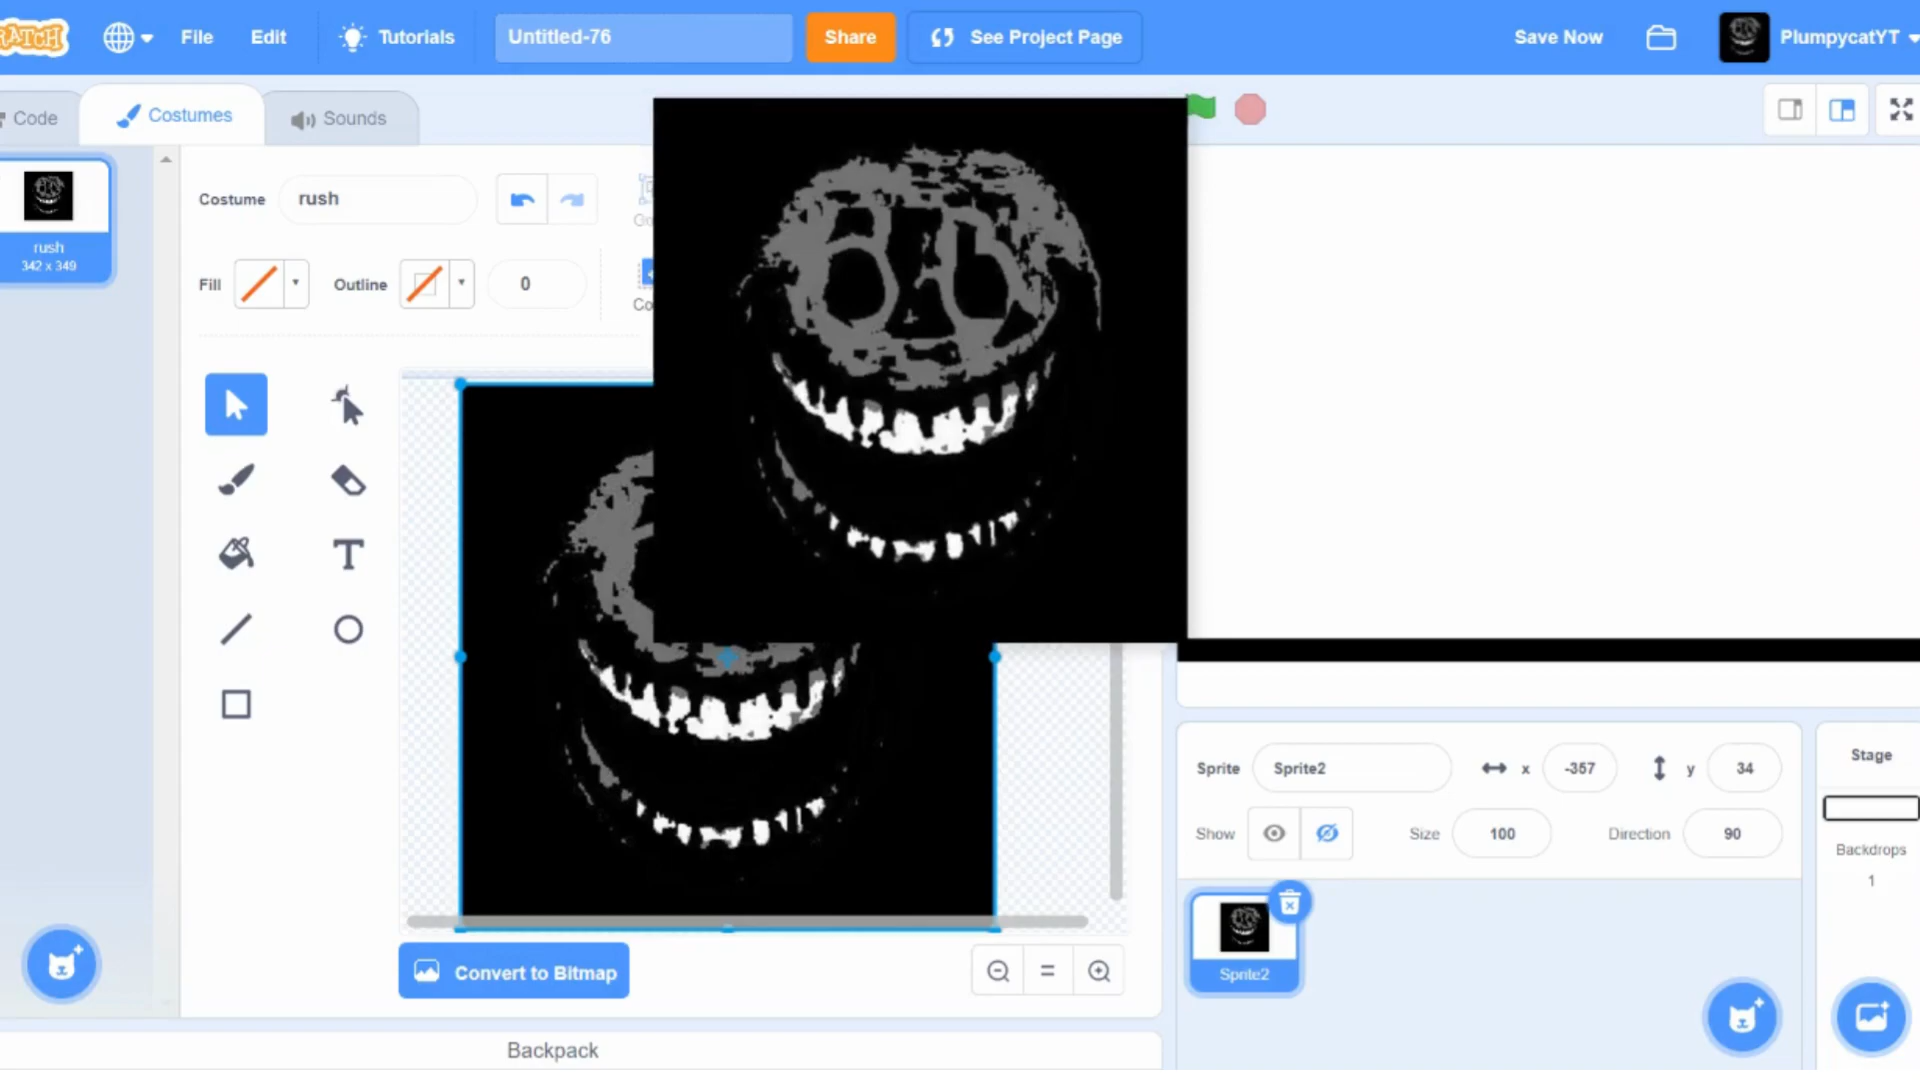 RATCH File Edit Tutorials Untitled-76 Share See Project Page Save Now PlumpycatYT
Code Costumes Sounds
Costume rush
rush
342 x 349
Fill Outline 0
Convert to Bitmap
Backpack
Sprite Sprite2 x -357 y 34
Show Size 100 Direction 90
Sprite2
Stage
Backdrops
1